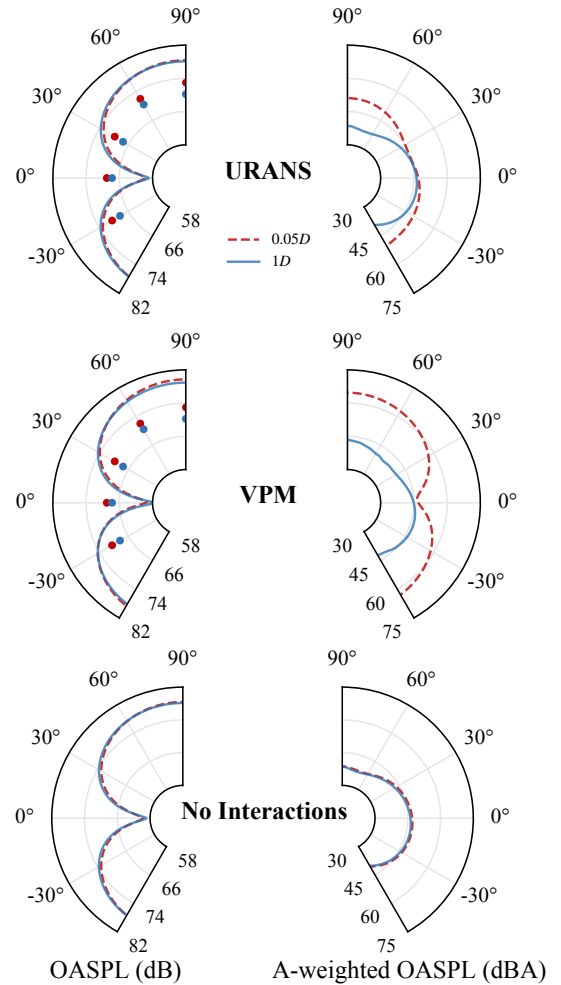 90° 90°
60° 60°
30° 30°
0° URANS 0°
58 30
-30° 66 0.05D 45 -30°
74 1D 60
82 75
90° 90°
60° 60°
30° 30°
0° VPM 0°
58 30
-30° 66 45 -30°
74 60
82 75
90° 90°
60° 60°
30° 30°
0° No Interactions 0°
58 30
-30° 66 45 -30°
74 60
82 75
OASPL (dB) A-weighted OASPL (dBA)